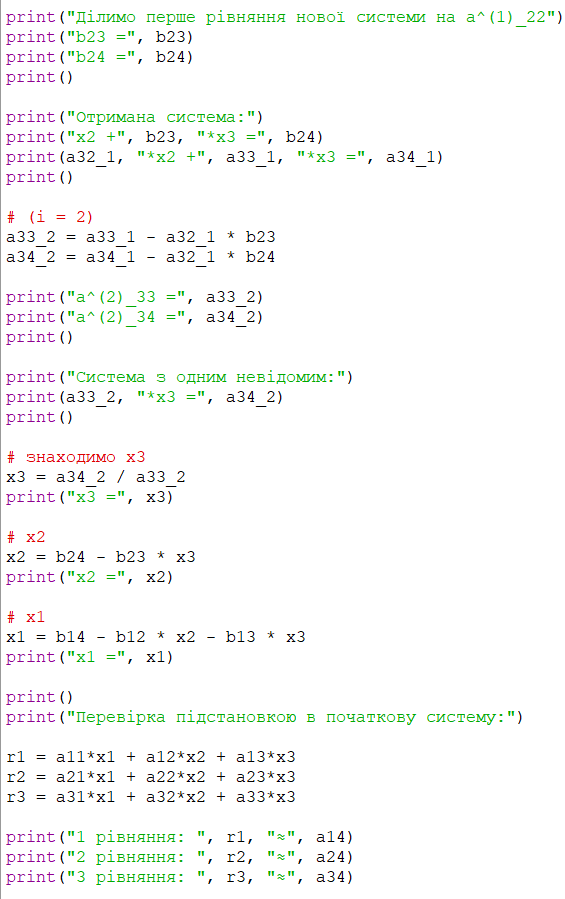 print("Ділимо перше рівняння нової системи на a^(1)_22")
print("b23 =", b23)
print("b24 =", b24)
print()
print("Отримана система:")
print("x2 +", b23, "*x3 =", b24)
print(a32_1, "*x2 +", a33_1, "*x3 =", a34_1)
print()
# (i = 2)
a33_2 = a33_1 - a32_1 * b23
a34_2 = a34_1 - a32_1 * b24
print("a^(2)_33 =", a33_2)
print("a^(2)_34 =", a34_2)
print()
print("Система з одним невідомим:")
print(a33_2, "*x3 =", a34_2)
print()
# знаходимо x3
x3 = a34_2 / a33_2
print("x3 =", x3)
# x2
x2 = b24 - b23 * x3
print("x2 =", x2)
# x1
x1 = b14 - b12 * x2 - b13 * x3
print("x1 =", x1)
print()
print("Перевірка підстановкою в початкову систему:")
r1 = a11*x1 + a12*x2 + a13*x3
r2 = a21*x1 + a22*x2 + a23*x3
r3 = a31*x1 + a32*x2 + a33*x3
print("1 рівняння: ", r1, "≈", a14)
print("2 рівняння: ", r2, "≈", a24)
print("3 рівняння: ", r3, "≈", a34)